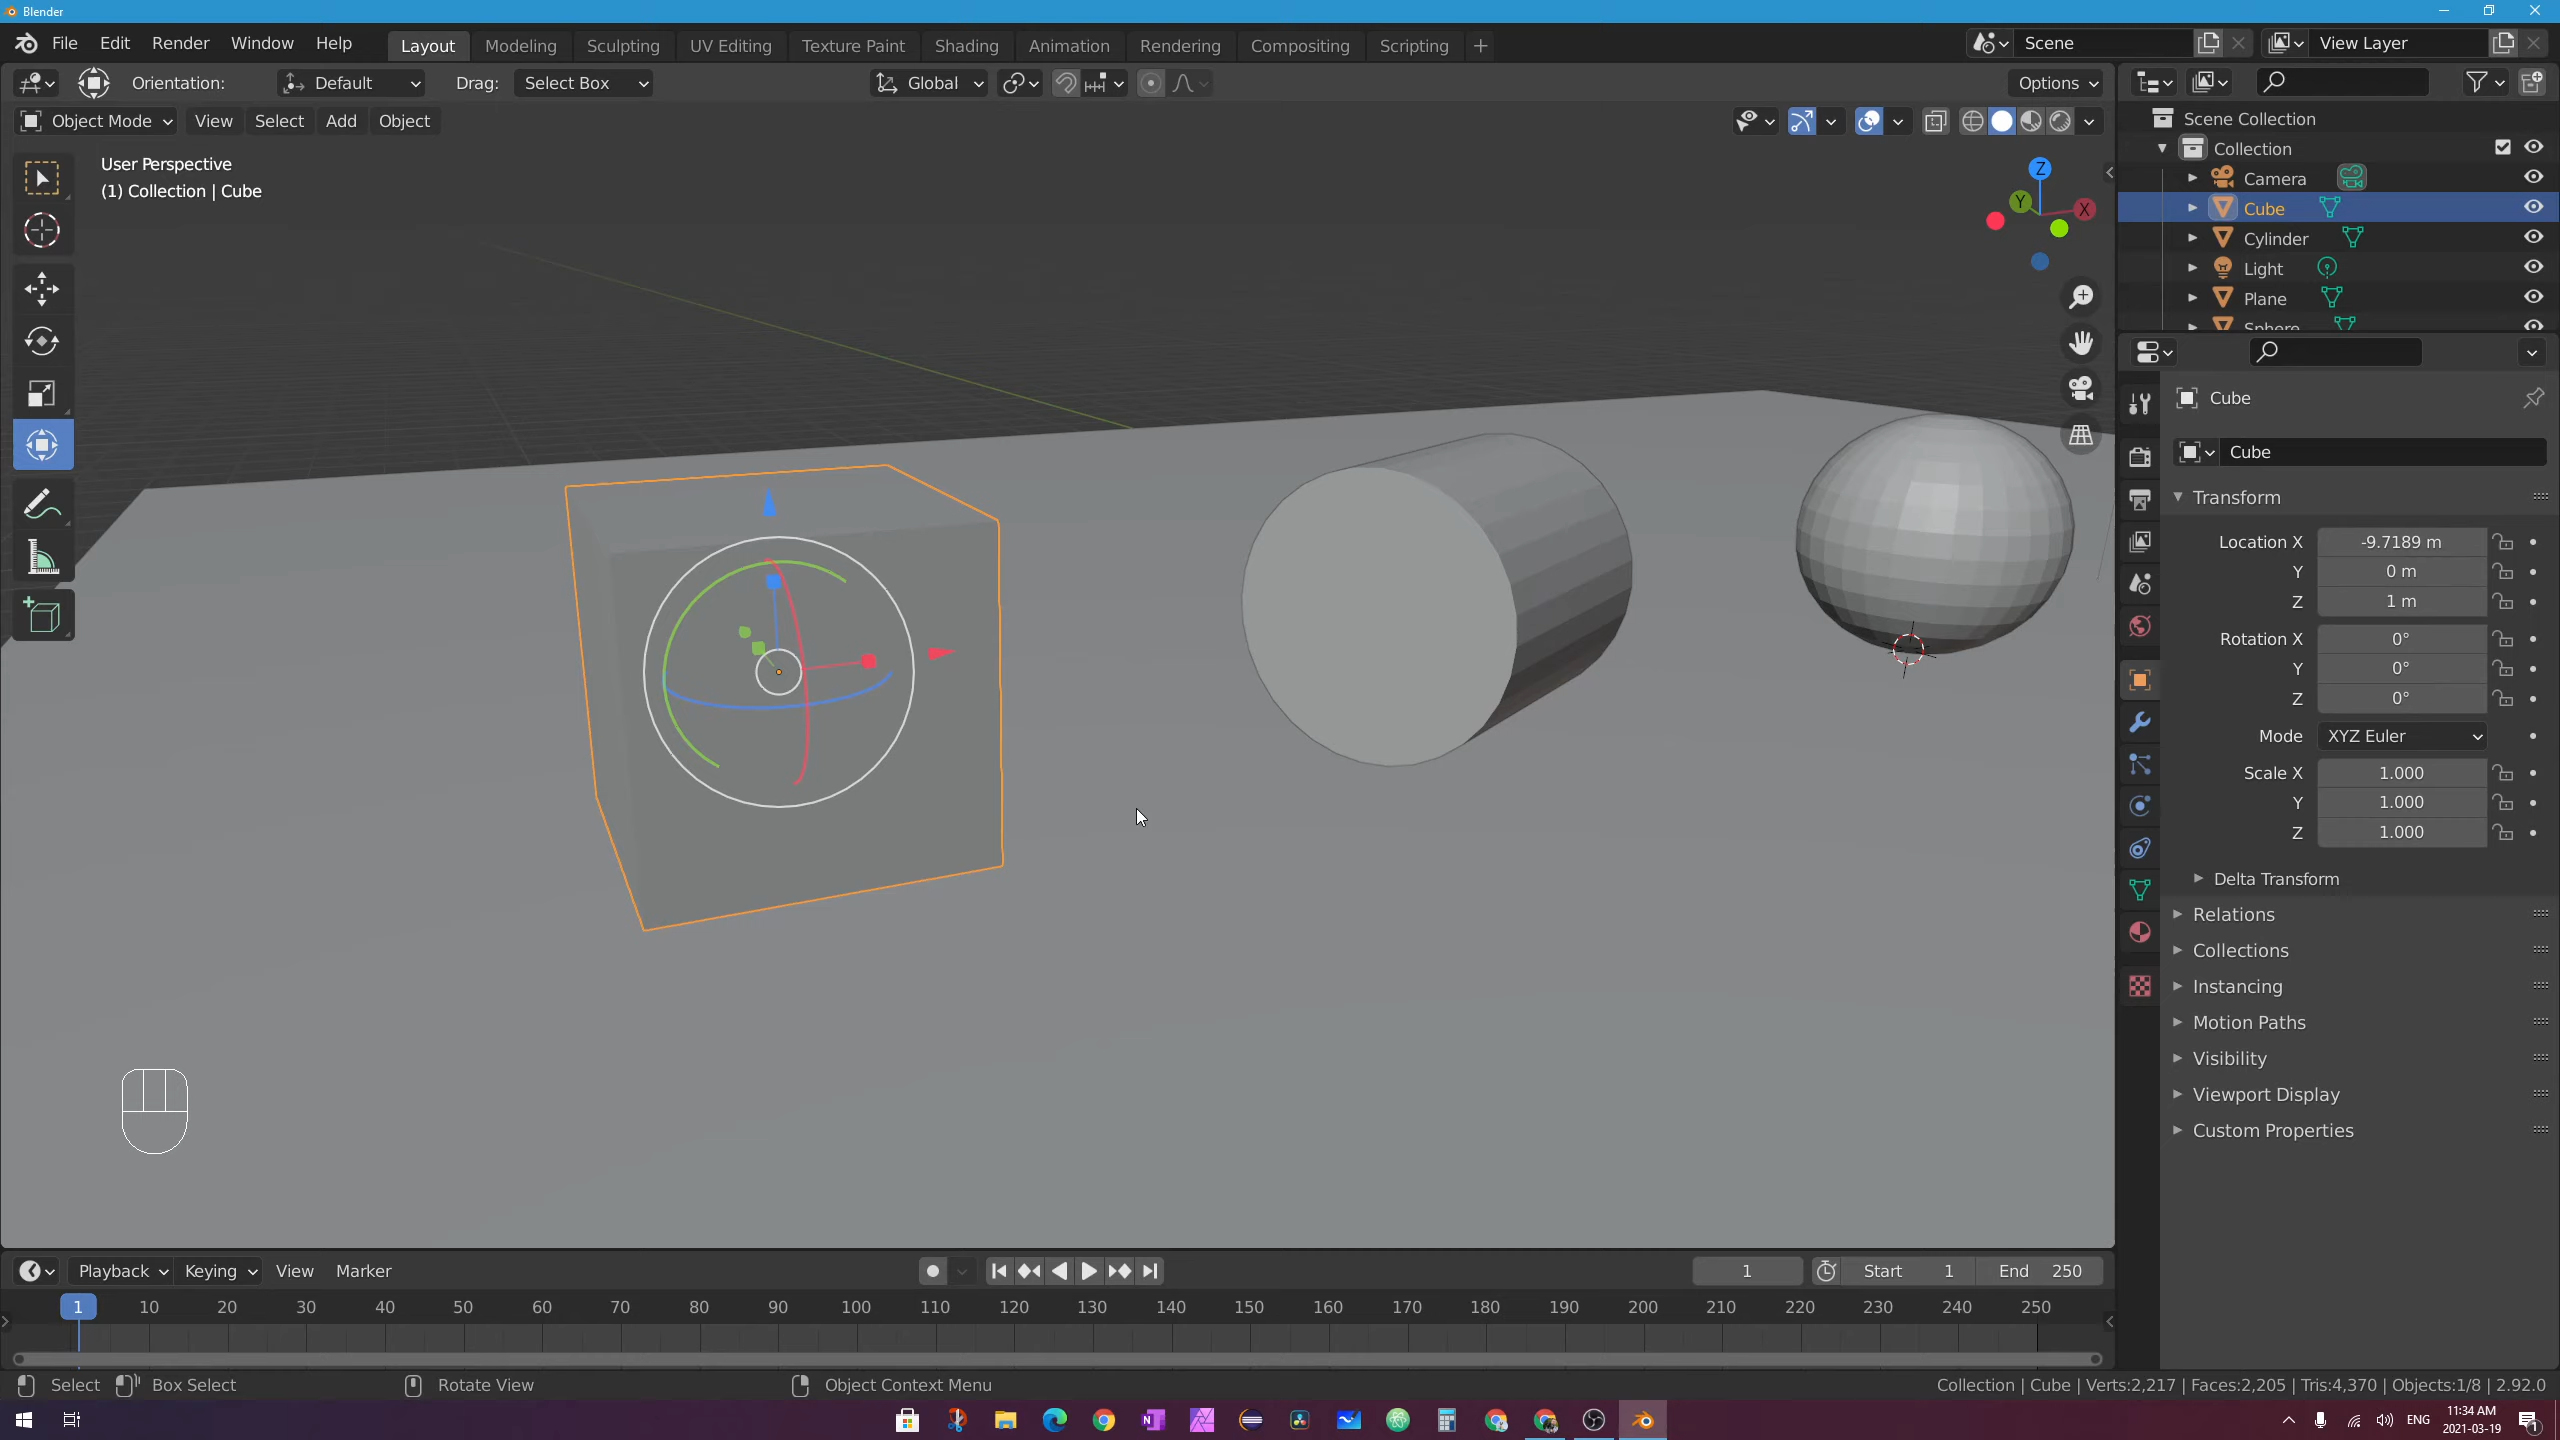 Blender
File Edit Render Window Help
Layout Modeling Sculpting UV Editing Texture Paint Shading Animation Rendering Compositing Scripting +
Scene
View Layer
Orientation: Default Drag: Select Box
Global
Options
Object Mode View Select Add Object
User Perspective
(1) Collection | Cube
Z
Y
X
Scene Collection
Collection
Camera
Cube
Cylinder
Light
Plane
Sphere
Cube
Cube
Transform
Location X -9.7189 m
Y 0 m
Z 1 m
Rotation X 0°
Y 0°
Z 0°
Mode XYZ Euler
Scale X 1.000
Y 1.000
Z 1.000
Delta Transform
Relations
Collections
Instancing
Motion Paths
Visibility
Viewport Display
Custom Properties
Playback Keying View Marker
1 Start 1 End 250
1 10 20 30 40 50 60 70 80 90 100 110 120 130 140 150 160 170 180 190 200 210 220 230 240 250
Select Box Select Rotate View Object Context Menu
Collection | Cube | Verts:2,217 | Faces:2,205 | Tris:4,370 | Objects:1/8 | 2.92.0
ENG
11:34 AM
2021-03-19
1